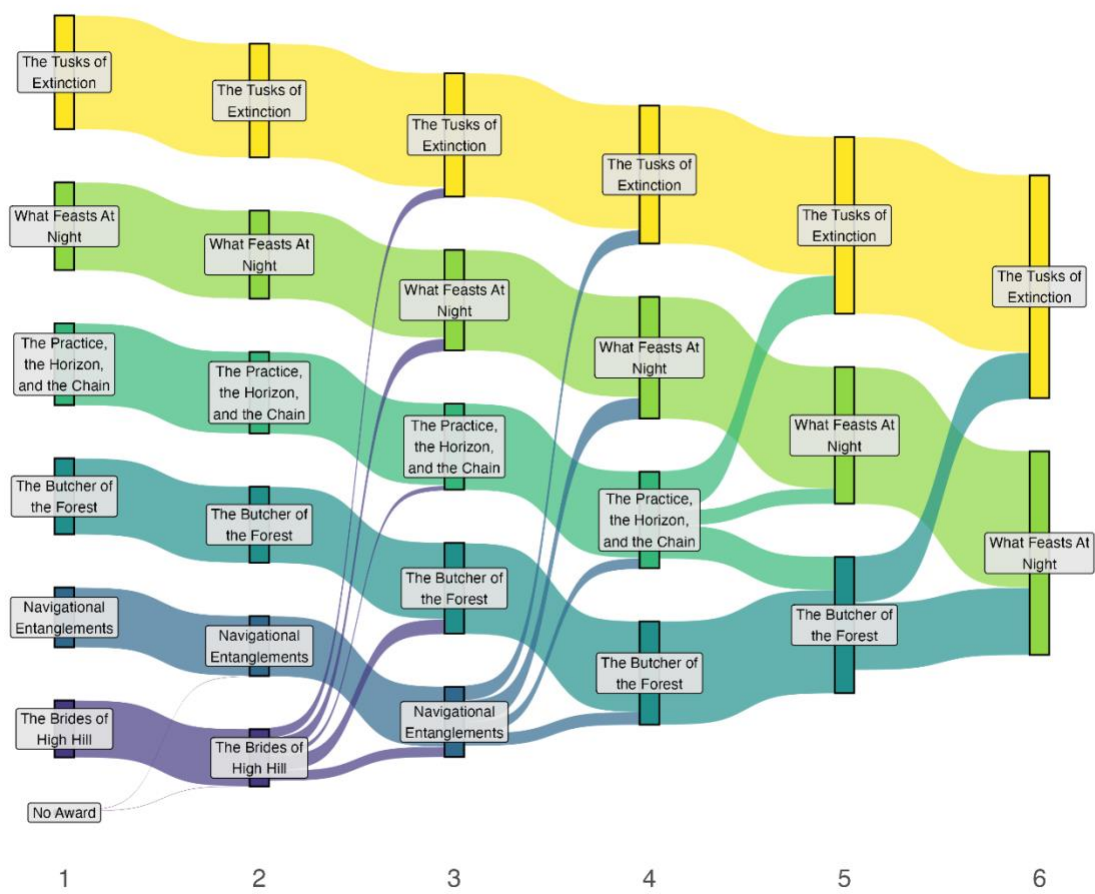 The Tusks of
Extinction
What Feasts At
Night
The Practice,
the Horizon,
and the Chain
The Butcher of
the Forest
Navigational
Entanglements
The Brides of
High Hill
No Award
The Tusks of
Extinction
What Feasts At
Night
The Practice,
the Horizon,
and the Chain
The Butcher of
the Forest
Navigational
Entanglements
The Brides of
High Hill
The Tusks of
Extinction
What Feasts At
Night
The Practice,
the Horizon,
and the Chain
The Butcher of
the Forest
Navigational
Entanglements
The Tusks of
Extinction
What Feasts At
Night
The Practice,
the Horizon,
and the Chain
The Butcher of
the Forest
The Tusks of
Extinction
What Feasts At
Night
The Butcher of
the Forest
The Tusks of
Extinction
What Feasts At
Night
1 2 3 4 5 6